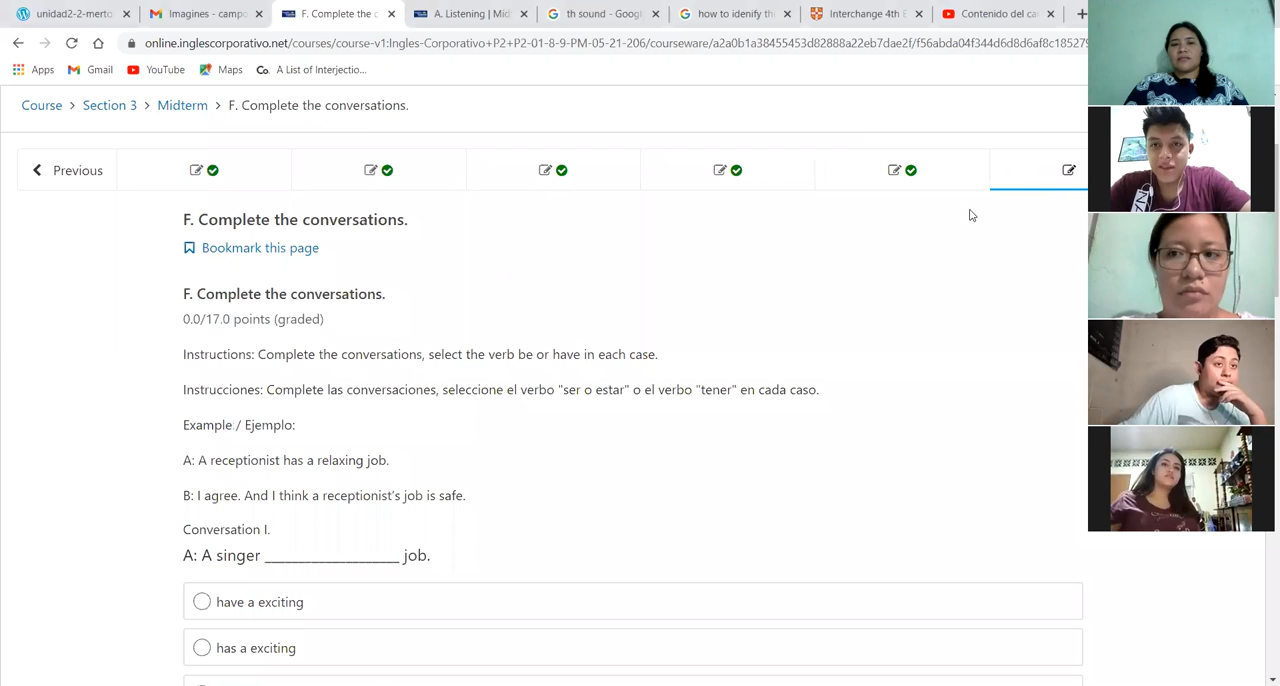 unidad2-2-merto
Imagines - campo
F. Complete the c
A. Listening | Mid
th sound - Googl
how to idenify th
Interchange 4th E
Contenido del ca
online.inglescorporativo.net/courses/course-v1:Ingles-Corporativo+P2+P2-01-8-9-PM-05-21-206/courseware/a2a0b1a38455453d82888a22eb7dae2f/f56abda04f344d6d8d6af8c185279
Apps
Gmail
YouTube
Maps
Co. A List of Interjectio...
Course > Section 3 > Midterm > F. Complete the conversations.
Previous
F. Complete the conversations.
Bookmark this page
F. Complete the conversations.
0.0/17.0 points (graded)
Instructions: Complete the conversations, select the verb be or have in each case.
Instrucciones: Complete las conversaciones, seleccione el verbo "ser o estar" o el verbo "tener" en cada caso.
Example / Ejemplo:
A: A receptionist has a relaxing job.
B: I agree. And I think a receptionist's job is safe.
Conversation I.
A: A singer __________________ job.
have a exciting
has a exciting